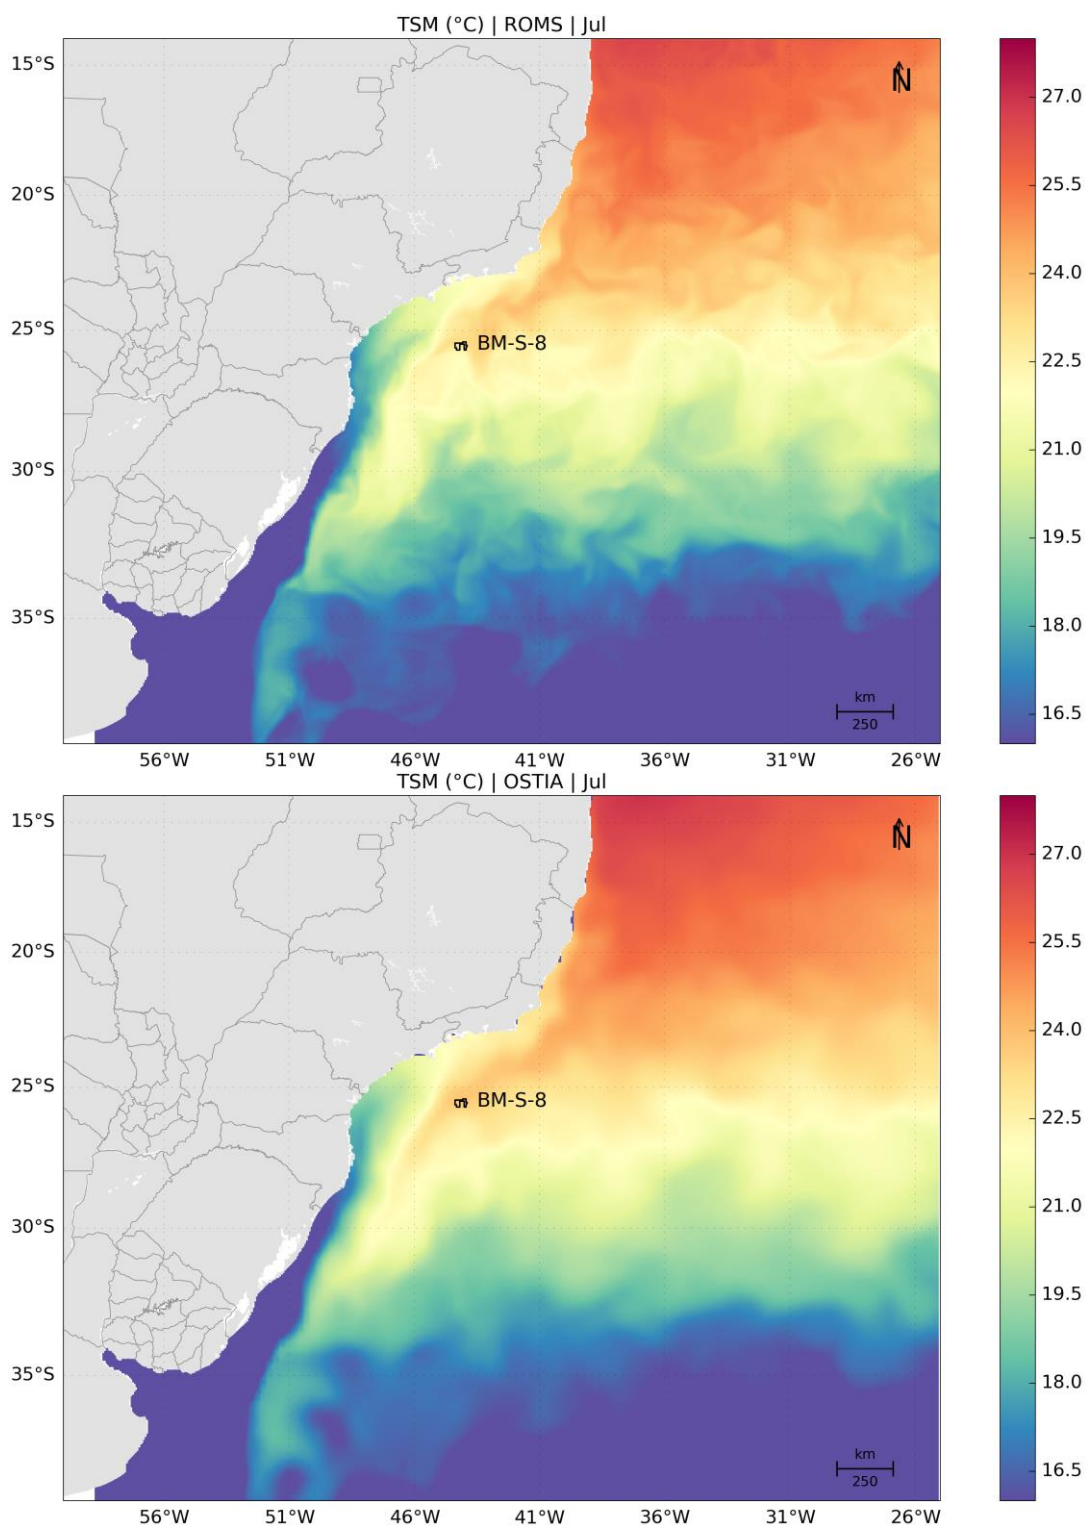 TSM (°C) | ROMS | Jul
15°S
N
27.0
25.5
20°S
24.0
25°S
BM-S-8
22.5
21.0
30°S
19.5
35°S
18.0
km
250
16.5
56°W 51°W 46°W 41°W 36°W 31°W 26°W
TSM (°C) | OSTIA | Jul
15°S
N
27.0
25.5
20°S
24.0
25°S
BM-S-8
22.5
21.0
30°S
19.5
35°S
18.0
km
250
16.5
56°W 51°W 46°W 41°W 36°W 31°W 26°W